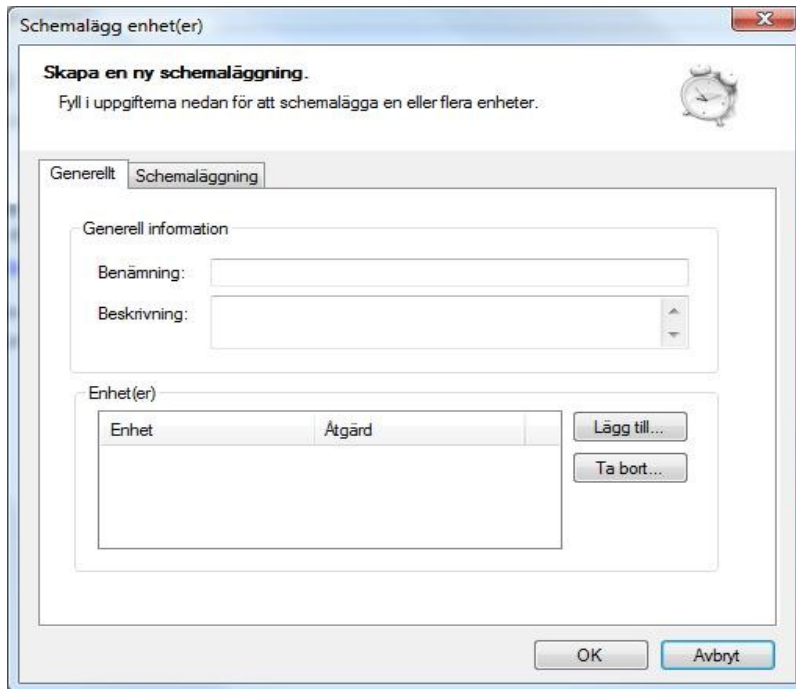 Schemalägg enhet(er)
Skapa en ny schemaläggning.
Fyll i uppgifterna nedan för att schemalägga en eller flera enheter.
Generellt
Schemaläggning
Generell information
Benämning:
Beskrivning:
Enhet(er)
Enhet
Åtgärd
Lägg till...
Ta bort...
OK
Avbryt